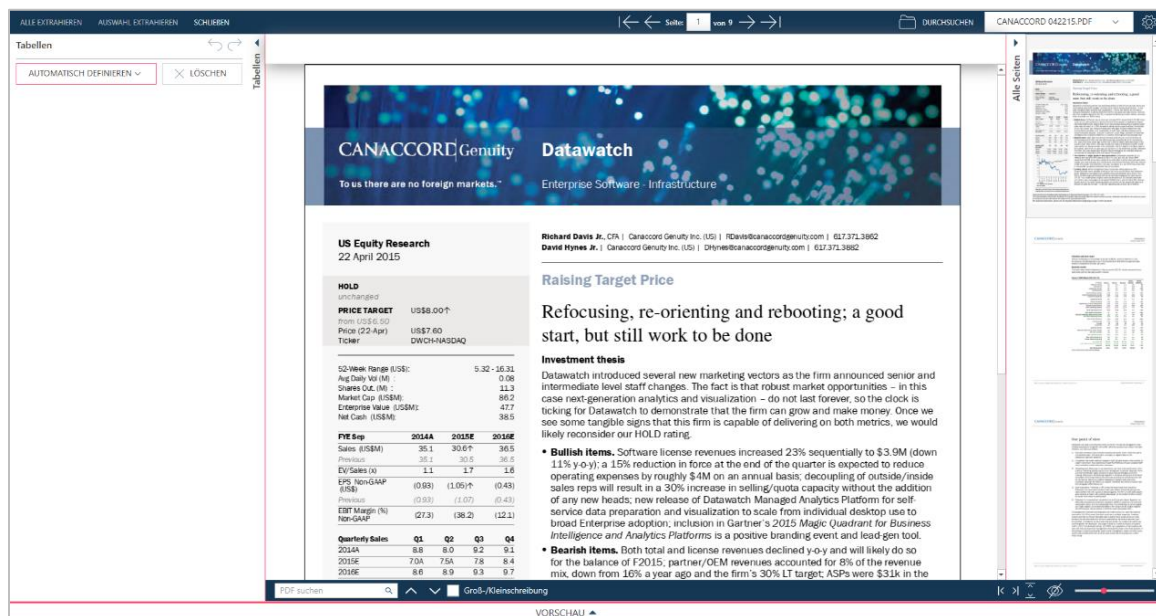 ALLE EXTRAHIEREN AUSWAHL EXTRAHIEREN SCHLIEßEN Seite: 1 von 9 DURCHSUCHEN CANACCORD 042215.PDF
Tabellen
AUTOMATISCH DEFINIEREN LÖSCHEN
Tabellen
Alle Seiten
CANACCORD Genuity
To us there are no foreign markets.™
Datawatch
Enterprise Software - Infrastructure
US Equity Research
22 April 2015
HOLD
unchanged
PRICE TARGET US$8.00↑
from US$6.50
Price (22-Apr) US$7.60
Ticker DWCH-NASDAQ
52-Week Range (US$): 5.32 - 16.31
Avg Daily Vol (M) : 0.08
Shares Out. (M) : 11.3
Market Cap (US$M): 86.2
Enterprise Value (US$M): 47.7
Net Cash (US$M): 38.5
FYE Sep 2014A 2015E 2016E
Sales (US$M) 35.1 30.6↑ 36.5
Previous 35.1 30.5 36.5
EV/Sales (x) 1.1 1.7 1.6
EPS Non-GAAP (0.93) (1.05)↑ (0.43)
(US$)
Previous (0.93) (1.07) (0.43)
EBIT Margin (%) (27.3) (38.2) (12.1)
Non-GAAP
Quarterly Sales Q1 Q2 Q3 Q4
2014A 8.8 8.0 9.2 9.1
2015E 7.0A 7.5A 7.8 8.4
2016E 8.6 8.9 9.3 9.7
Richard Davis Jr., CFA | Canaccord Genuity Inc. (US) | RDavis@canaccordgenuity.com | 617.371.3862
David Hynes Jr. | Canaccord Genuity Inc. (US) | DHynes@canaccordgenuity.com | 617.371.3882
Raising Target Price
Refocusing, re-orienting and rebooting; a good
start, but still work to be done
Investment thesis
Datawatch introduced several new marketing vectors as the firm announced senior and
intermediate level staff changes. The fact is that robust market opportunities – in this
case next-generation analytics and visualization – do not last forever, so the clock is
ticking for Datawatch to demonstrate that the firm can grow and make money. Once we
see some tangible signs that this firm is capable of delivering on both metrics, we would
likely reconsider our HOLD rating.
• Bullish items. Software license revenues increased 23% sequentially to $3.9M (down
11% y-o-y); a 15% reduction in force at the end of the quarter is expected to reduce
operating expenses by roughly $4M on an annual basis; decoupling of outside/inside
sales reps will result in a 30% increase in selling/quota capacity without the addition
of any new heads; new release of Datawatch Managed Analytics Platform for self-
service data preparation and visualization to scale from individual desktop use to
broad Enterprise adoption; inclusion in Gartner's 2015 Magic Quadrant for Business
Intelligence and Analytics Platforms is a positive branding event and lead-gen tool.
• Bearish items. Both total and license revenues declined y-o-y and will likely do so
for the balance of F2015; partner/OEM revenues accounted for 8% of the revenue
mix, down from 16% a year ago and the firm's 30% LT target; ASPs were $31k in the
PDF suchen Groß-/Kleinschreibung
VORSCHAU